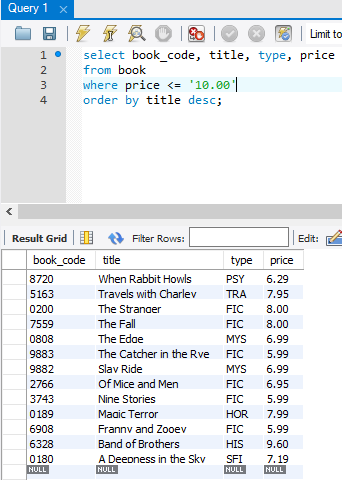 Query 1
Limit to
1 select book_code, title, type, price
2 from book
3 where price <= '10.00'
4 order by title desc;
Result Grid Filter Rows: Edit:
book_code title type price
8720 When Rabbit Howls PSY 6.29
5163 Travels with Charley TRA 7.95
0200 The Stranger FIC 8.00
7559 The Fall FIC 8.00
0808 The Edge MYS 6.99
9883 The Catcher in the Rye FIC 5.99
9882 Slay Ride MYS 6.99
2766 Of Mice and Men FIC 6.95
3743 Nine Stories FIC 5.99
0189 Magic Terror HOR 7.99
6908 Franny and Zooey FIC 5.99
6328 Band of Brothers HIS 9.60
0180 A Deepness in the Sky SFI 7.19
NULL NULL NULL NULL